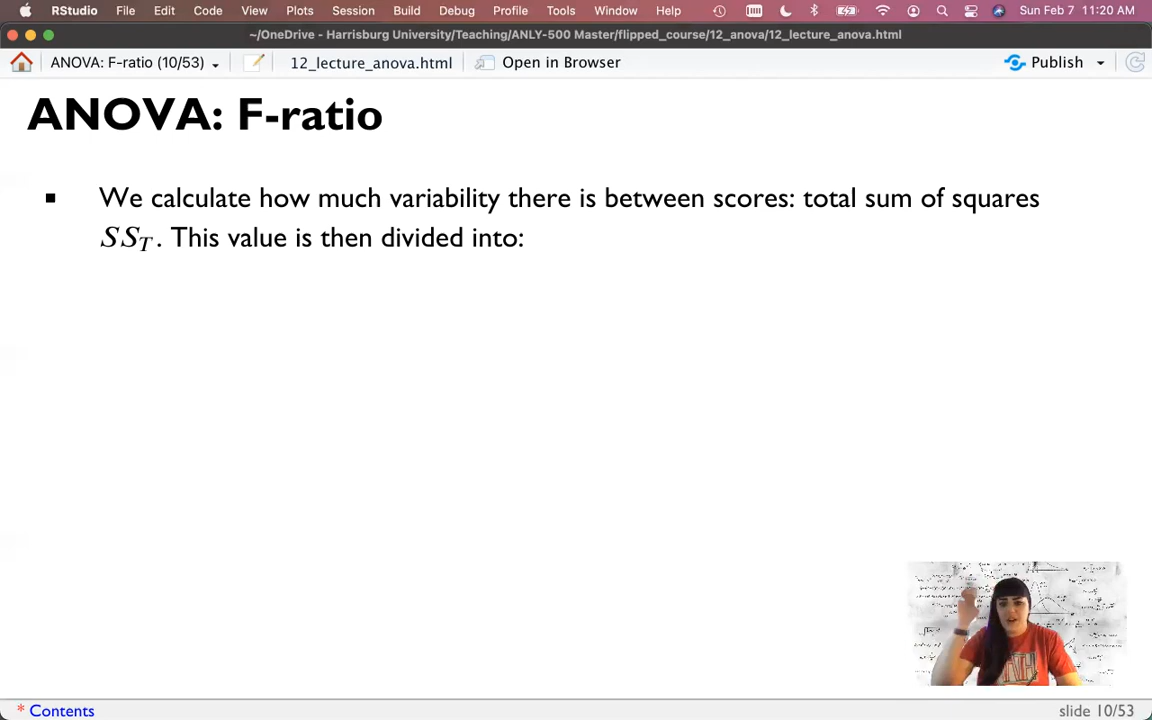 RStudio File Edit Code View Plots Session Build Debug Profile Tools Window Help Sun Feb 7 11:20 AM
~/OneDrive - Harrisburg University/Teaching/ANLY-500 Master/flipped_course/12_anova/12_lecture_anova.html
ANOVA: F-ratio (10/53) 12_lecture_anova.html Open in Browser Publish
ANOVA: F-ratio
▪ We calculate how much variability there is between scores: total sum of squares
SS_T. This value is then divided into:
* Contents slide 10/53